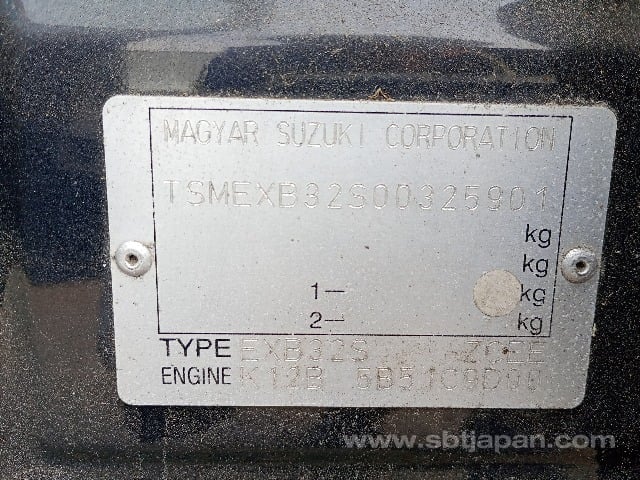 MAGYAR SUZUKI CORPORATION
TSMEXB32S00325901
kg
kg
1- kg
2- kg
TYPE EXB32S
ENGINE K12B
www.sbtjapan.com